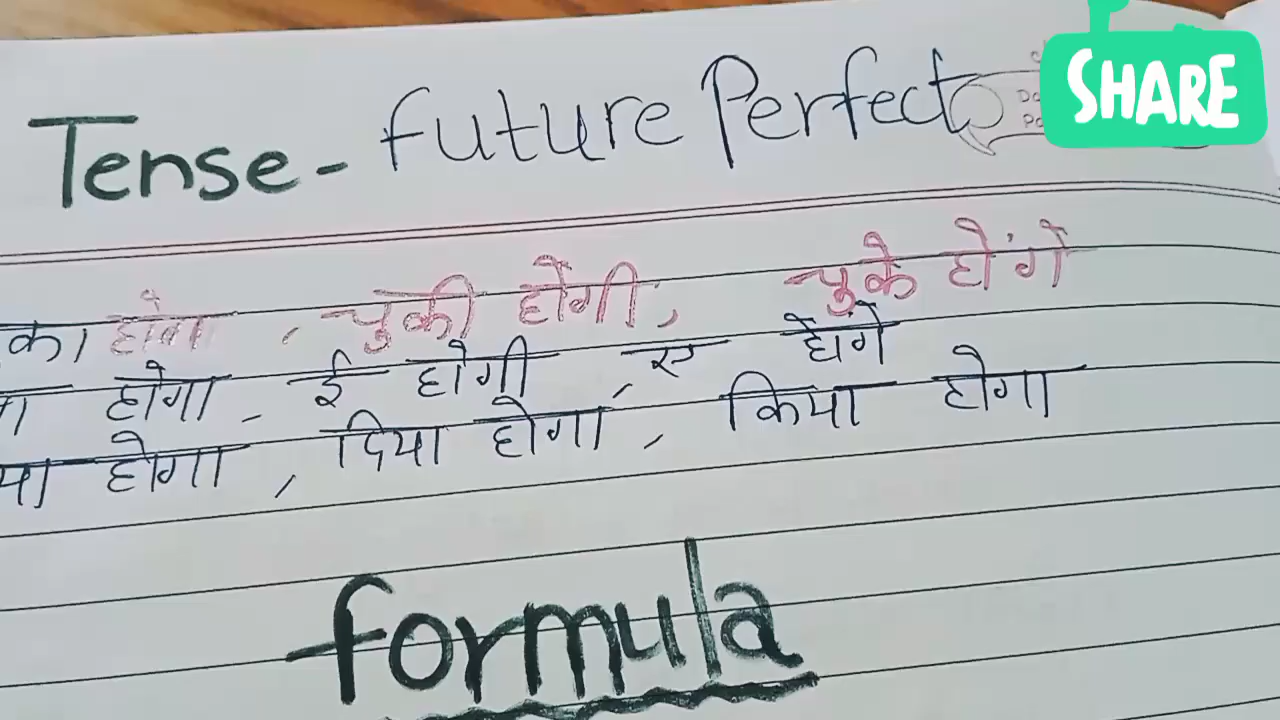 SHARE
Tense - future Perfect
का होगा, चुकी होंगी, चुके होंगे
या होगा, ई होगी, ए होंगे
या होगा, दिया होगा, किया होगा
formula